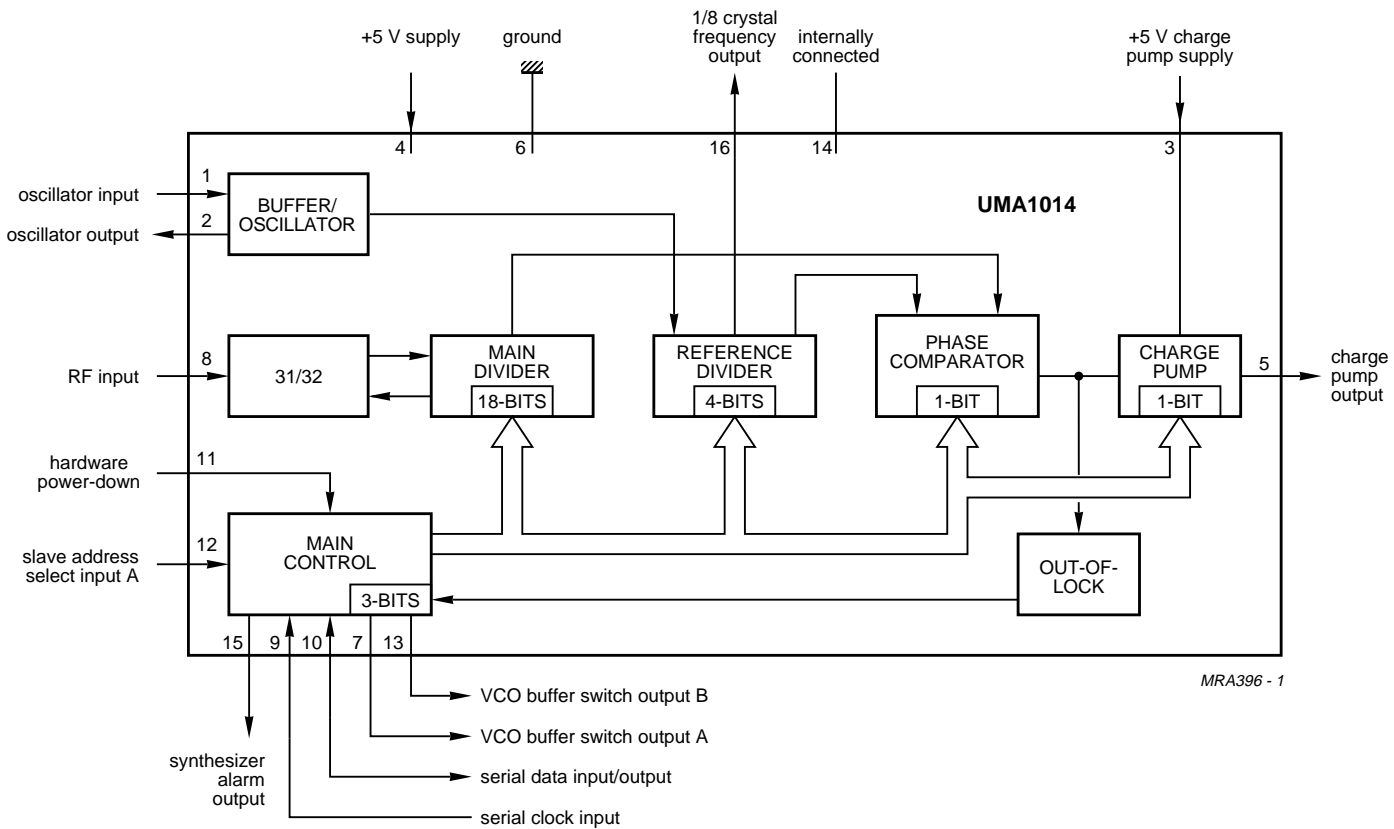 +5 V supply
ground
1/8 crystal
frequency
output
internally
connected
+5 V charge
pump supply
4
6
16
14
3
UMA1014
oscillator input
1
oscillator output
2
BUFFER/
OSCILLATOR
RF input
8
31/32
MAIN
DIVIDER
18-BITS
REFERENCE
DIVIDER
4-BITS
PHASE
COMPARATOR
1-BIT
CHARGE
PUMP
1-BIT
5
charge
pump
output
hardware
power-down
11
slave address
select input A
12
MAIN
CONTROL
3-BITS
OUT-OF-
LOCK
15
9
10
7
13
MRA396 - 1
VCO buffer switch output B
VCO buffer switch output A
serial data input/output
serial clock input
synthesizer
alarm
output